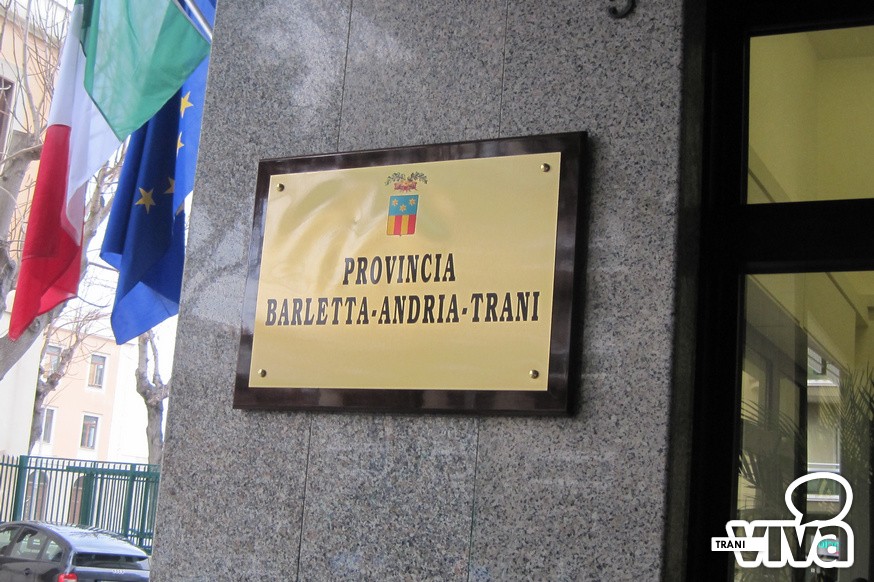 PROVINCIA
BARLETTA-ANDRIA-TRANI
TRANI
viva